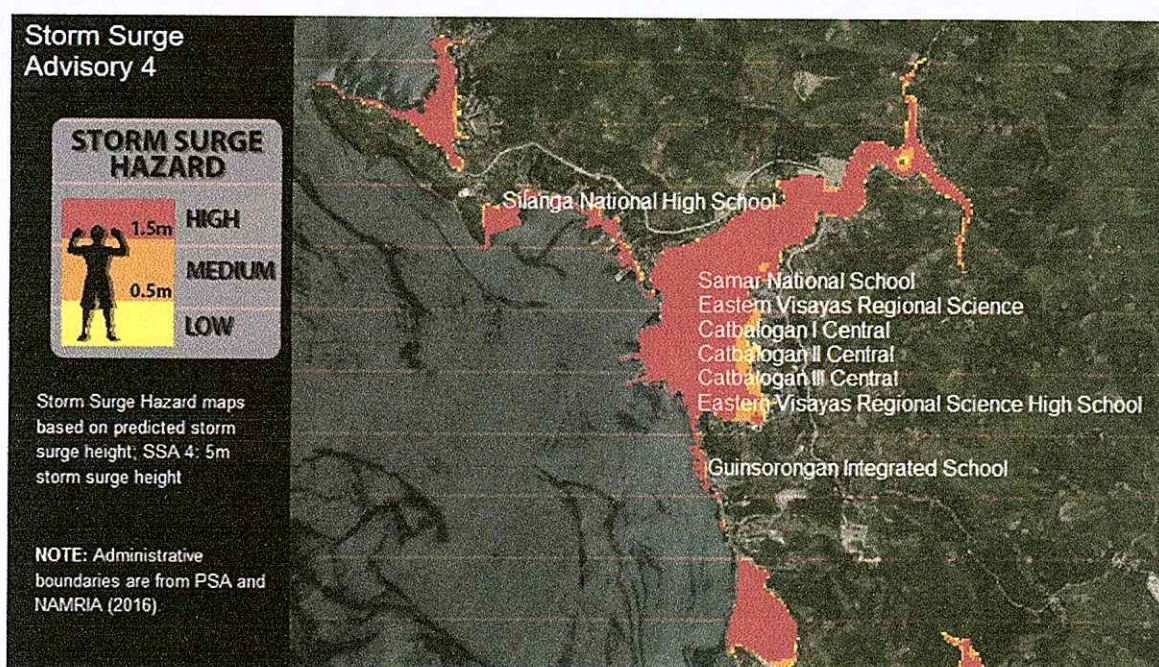 Storm Surge
Advisory 4
STORM SURGE
HAZARD
1.5m
HIGH
0.5m
MEDIUM
LOW
Storm Surge Hazard maps
based on predicted storm
surge height; SSA 4: 5m
storm surge height
NOTE: Administrative
boundaries are from PSA and
NAMRIA (2016)
Silanga National High School
Samar National School
Eastern Visayas Regional Science
Catbalogan I Central
Catbalogan II Central
Catbalogan III Central
Eastern Visayas Regional Science High School
Guinsorongan Integrated School